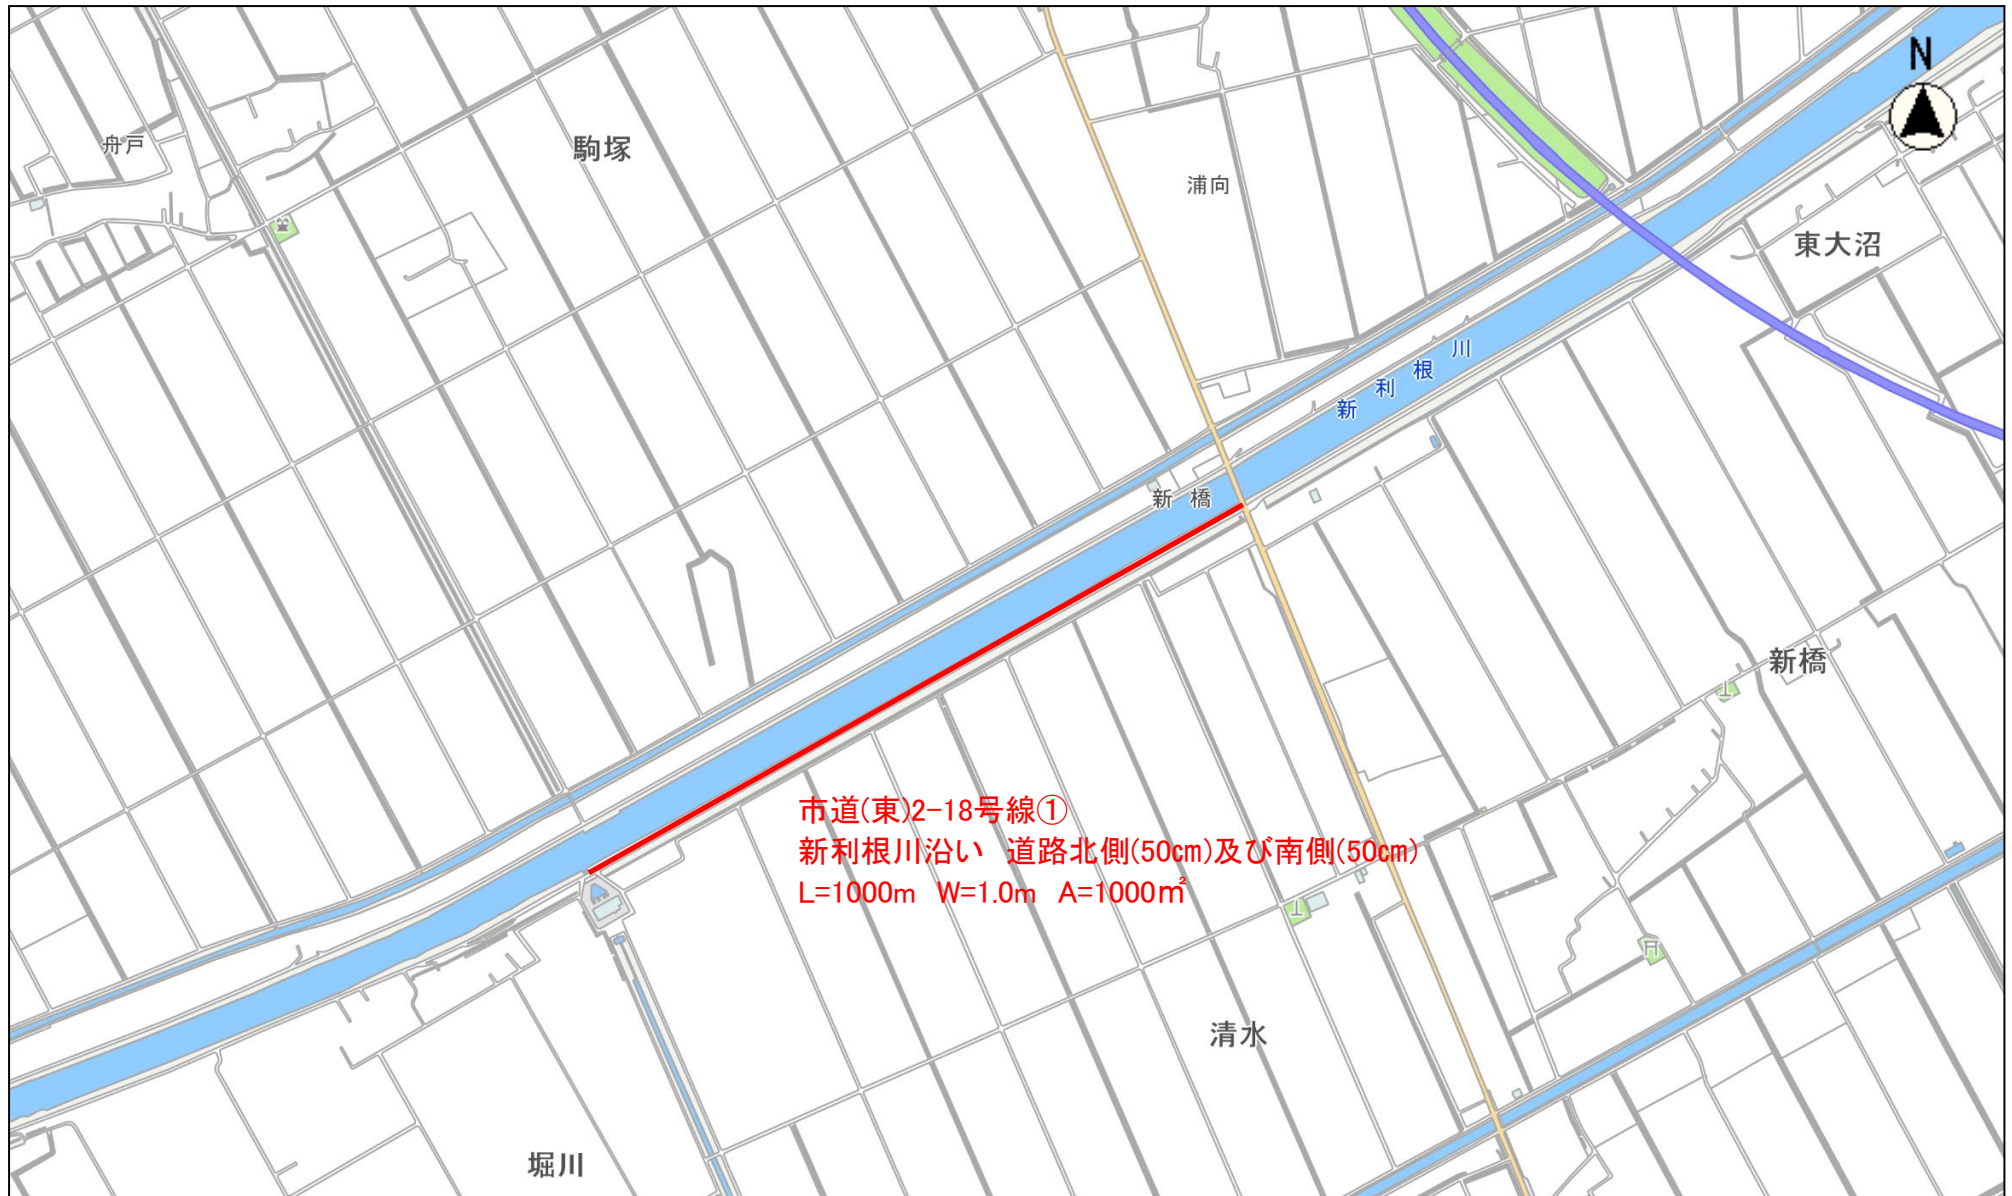 N
舟戸
駒塚
浦向
東大沼
新利根川
新橋
新橋
市道(東)2-18号線①
新利根川沿い 道路北側(50㎝)及び南側(50㎝)
L=1000m W=1.0m A=1000㎡
清水
堀川